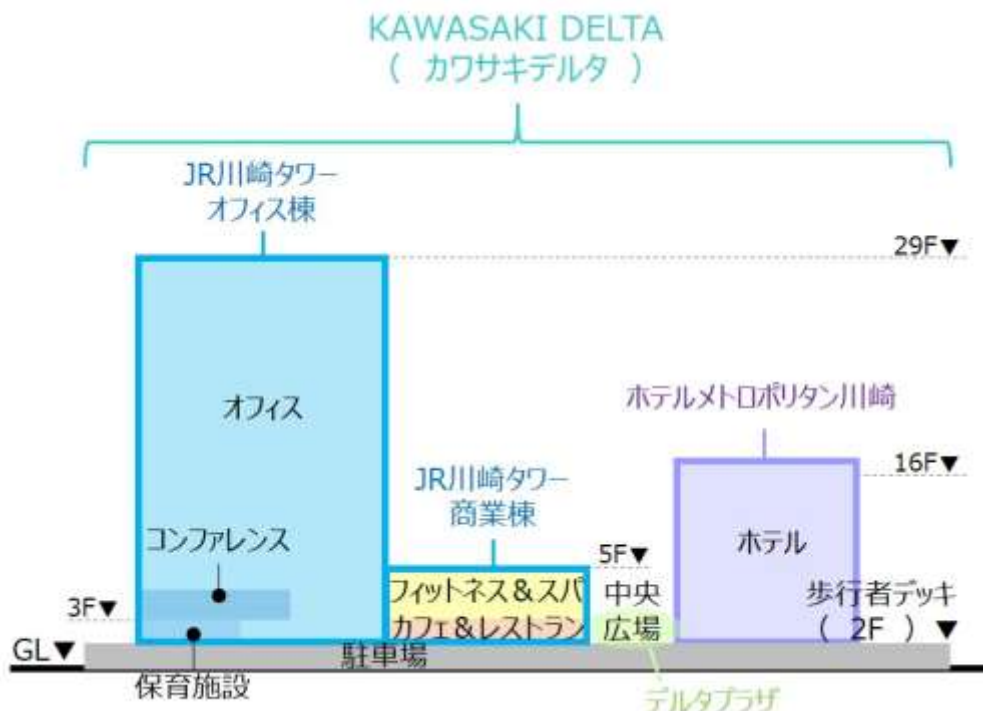 KAWASAKI DELTA
( カワサキデルタ )
JR川崎タワー
オフィス棟
29F▼
オフィス
ホテルメトロポリタン川崎
16F▼
JR川崎タワー
商業棟
コンファレンス
ホテル
5F▼
フィットネス&スパ
カフェ&レストラン
中央
広場
歩行者デッキ
( 2F ) ▼
3F▼
GL▼
駐車場
保育施設
デルタプラザ